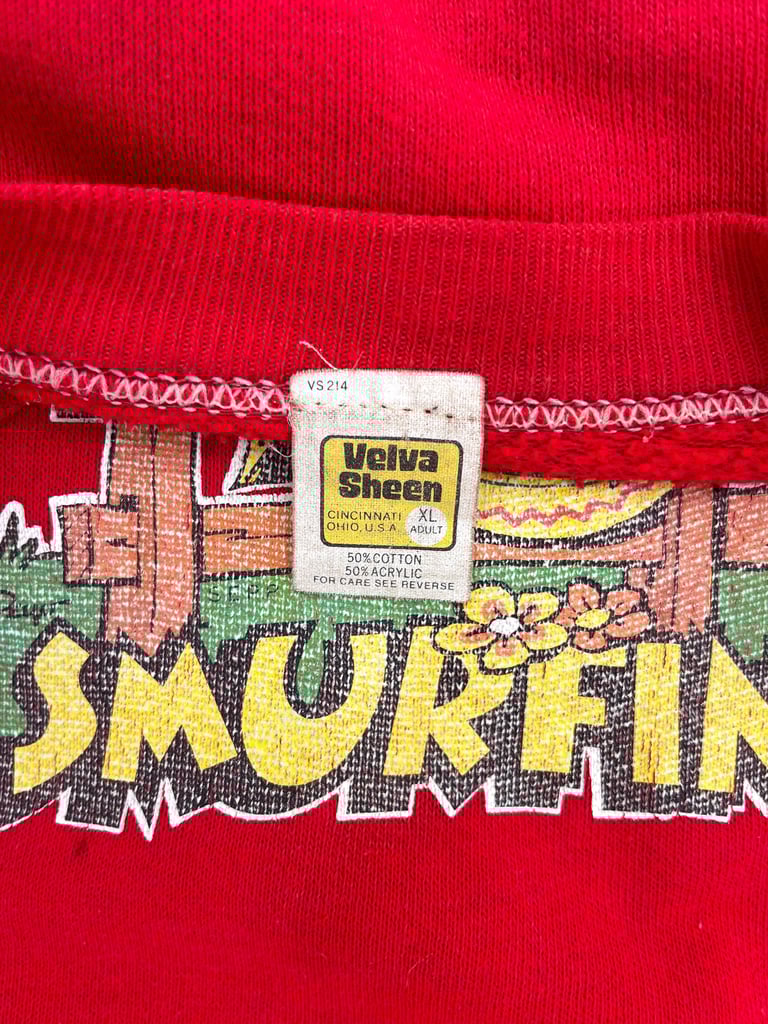 VS 214
Velva
Sheen
CINCINNATI
OHIO, U.S.A.
XL
ADULT
50% COTTON
50% ACRYLIC
FOR CARE SEE REVERSE
SMURFIN